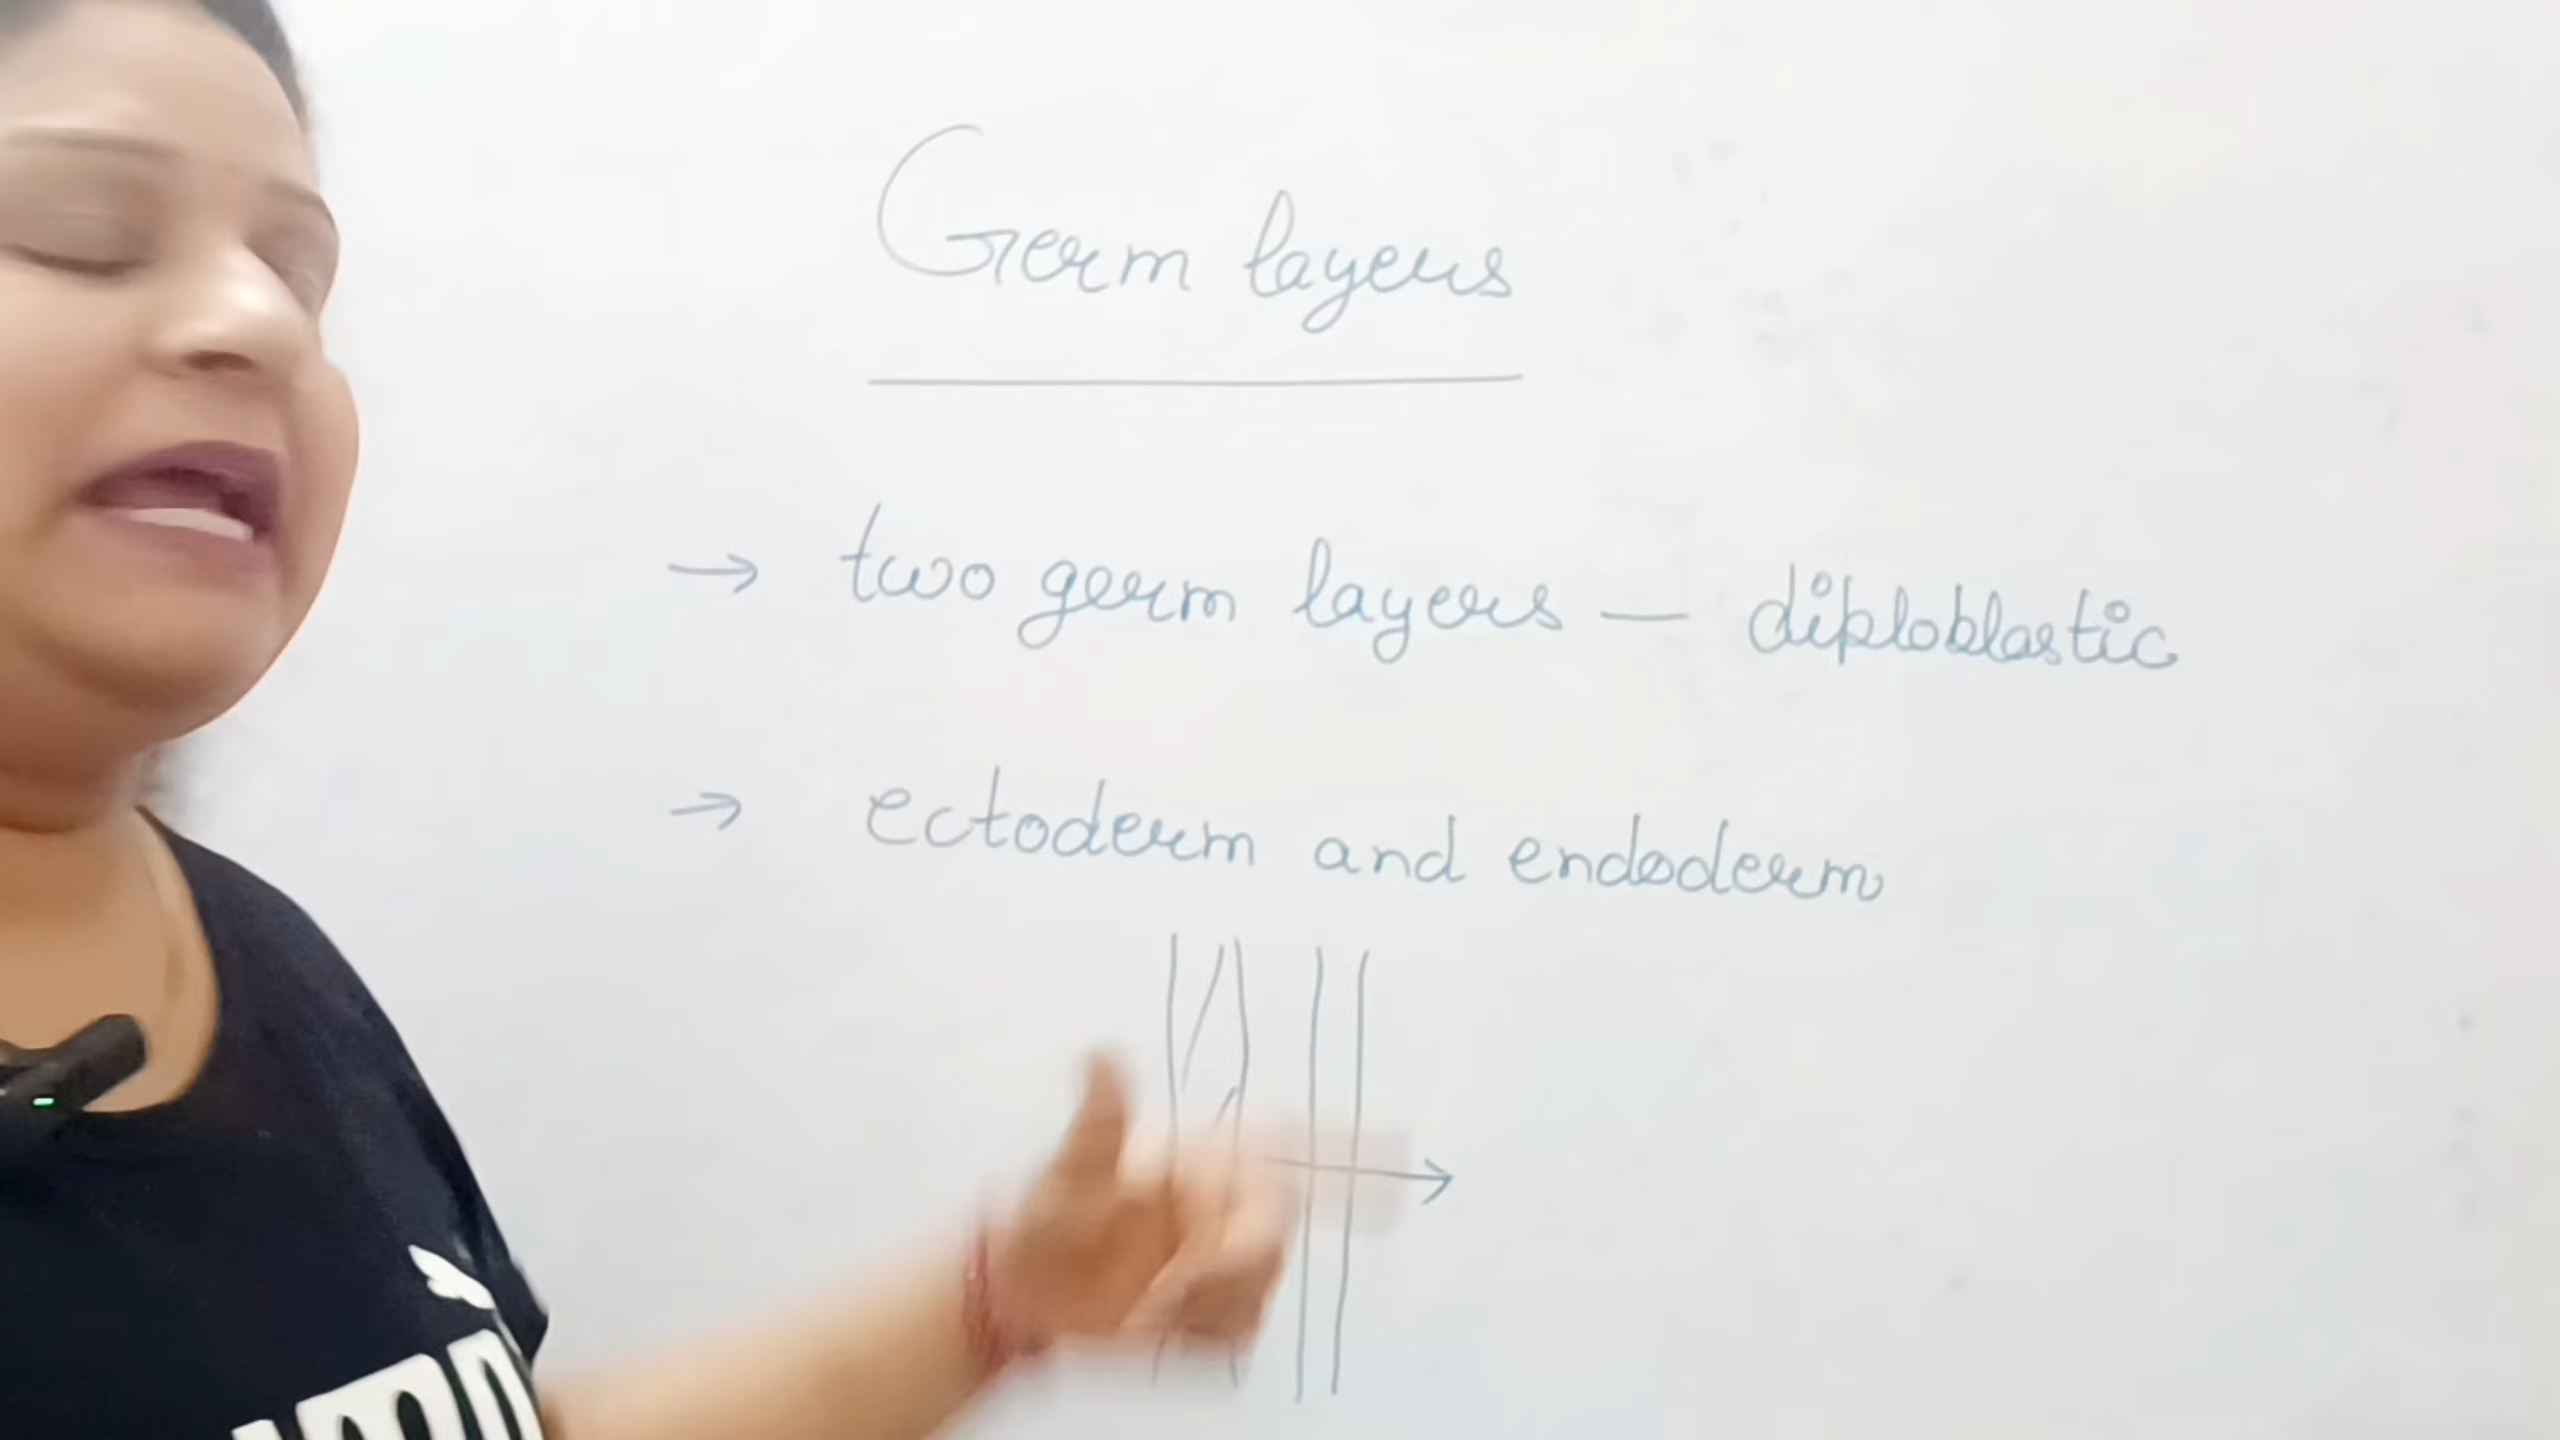 Germ layers
→ two germ layers — diploblastic
→ ectoderm and endoderm